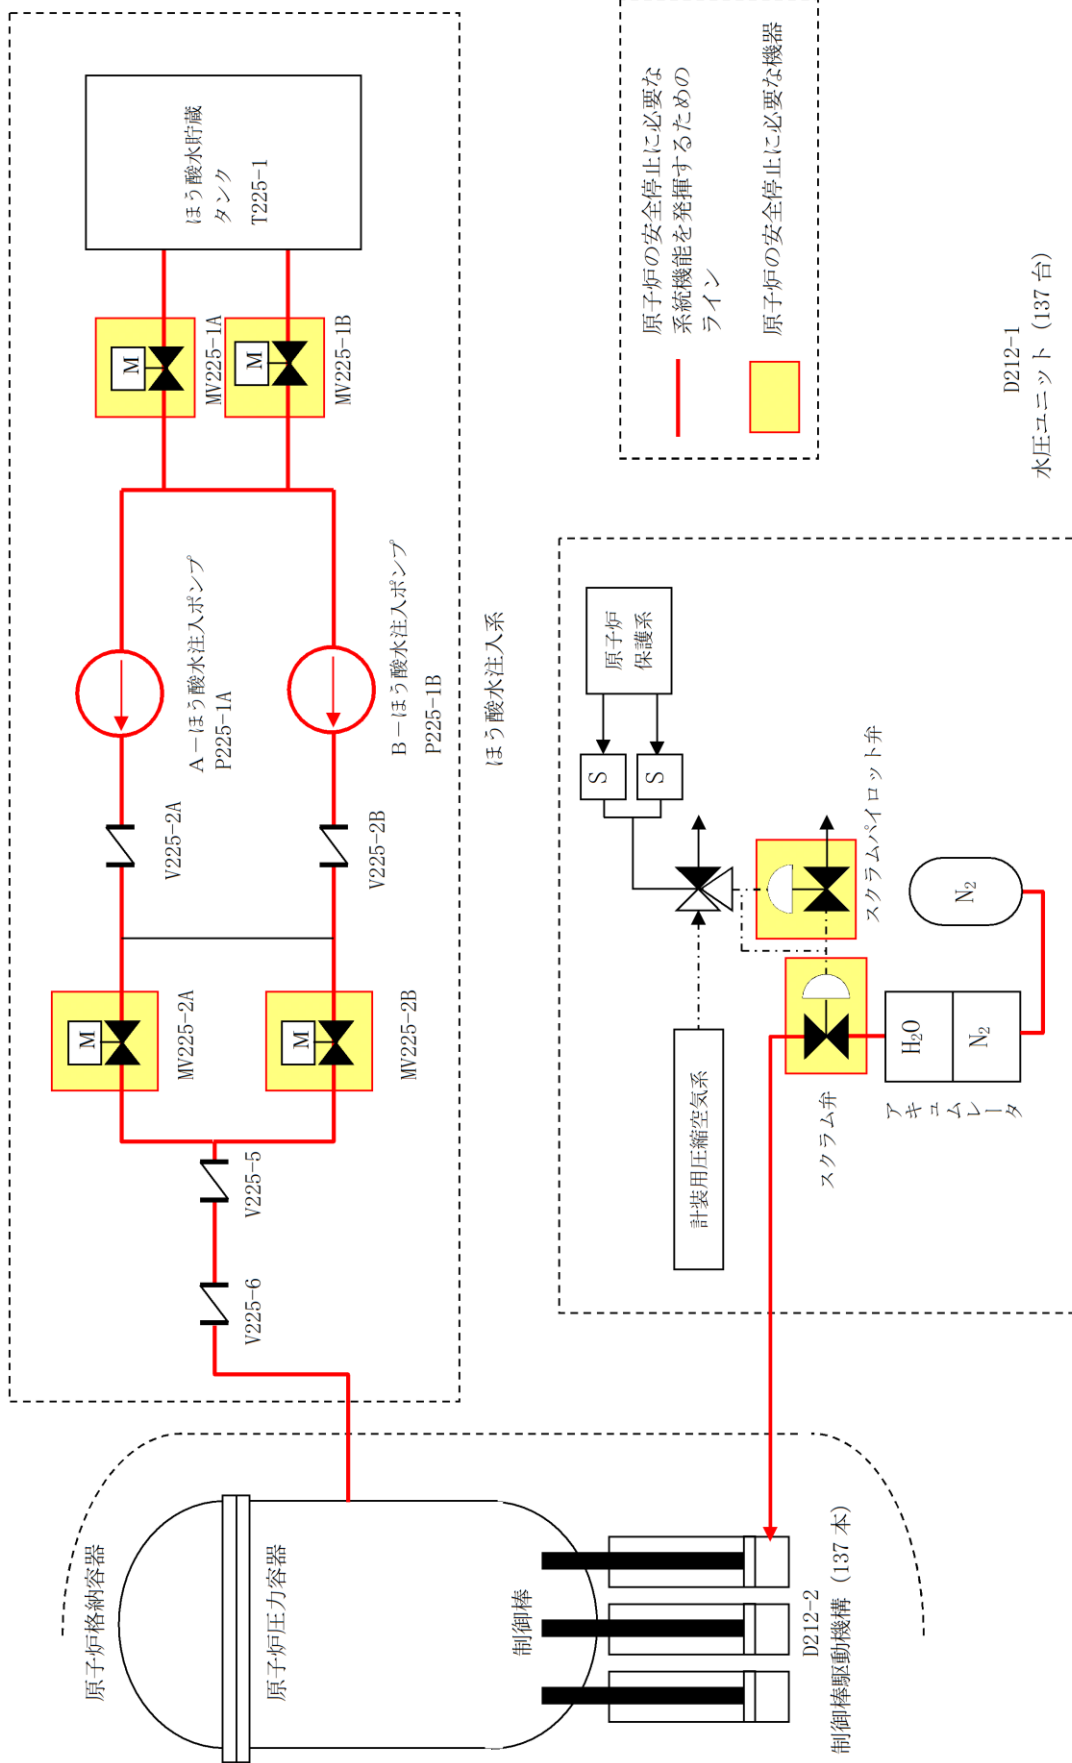 原子炉格納容器
原子炉圧力容器
制御棒
D212-2
制御棒駆動機構（137 本）
V225-6
V225-5
M
MV225-2A
M
MV225-2B
V225-2A
V225-2B
A－ほう酸水注入ポンプ
P225-1A
B－ほう酸水注入ポンプ
P225-1B
M
MV225-1A
M
MV225-1B
ほう酸水貯蔵
タンク
T225-1
ほう酸水注入系
計装用圧縮空気系
スクラム弁
アキュムレータ
H₂O
N₂
N₂
スクラムパイロット弁
S
S
原子炉
保護系
D212-1
水圧ユニット（137 台）
原子炉の安全停止に必要な
系統機能を発揮するための
ライン
原子炉の安全停止に必要な機器